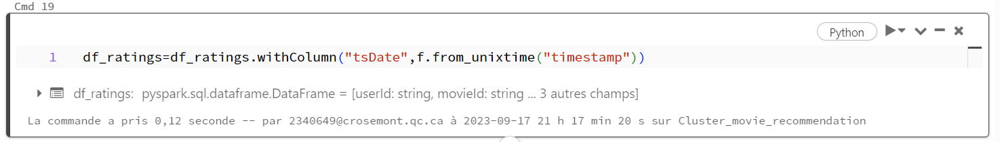 Cmd 19
Python
1 df_ratings=df_ratings.withColumn("tsDate",f.from_unixtime("timestamp"))
df_ratings: pyspark.sql.dataframe.DataFrame = [userId: string, movieId: string ... 3 autres champs]
La commande a pris 0,12 seconde -- par 2340649@crosemont.qc.ca à 2023-09-17 21 h 17 min 20 s sur Cluster_movie_recommendation